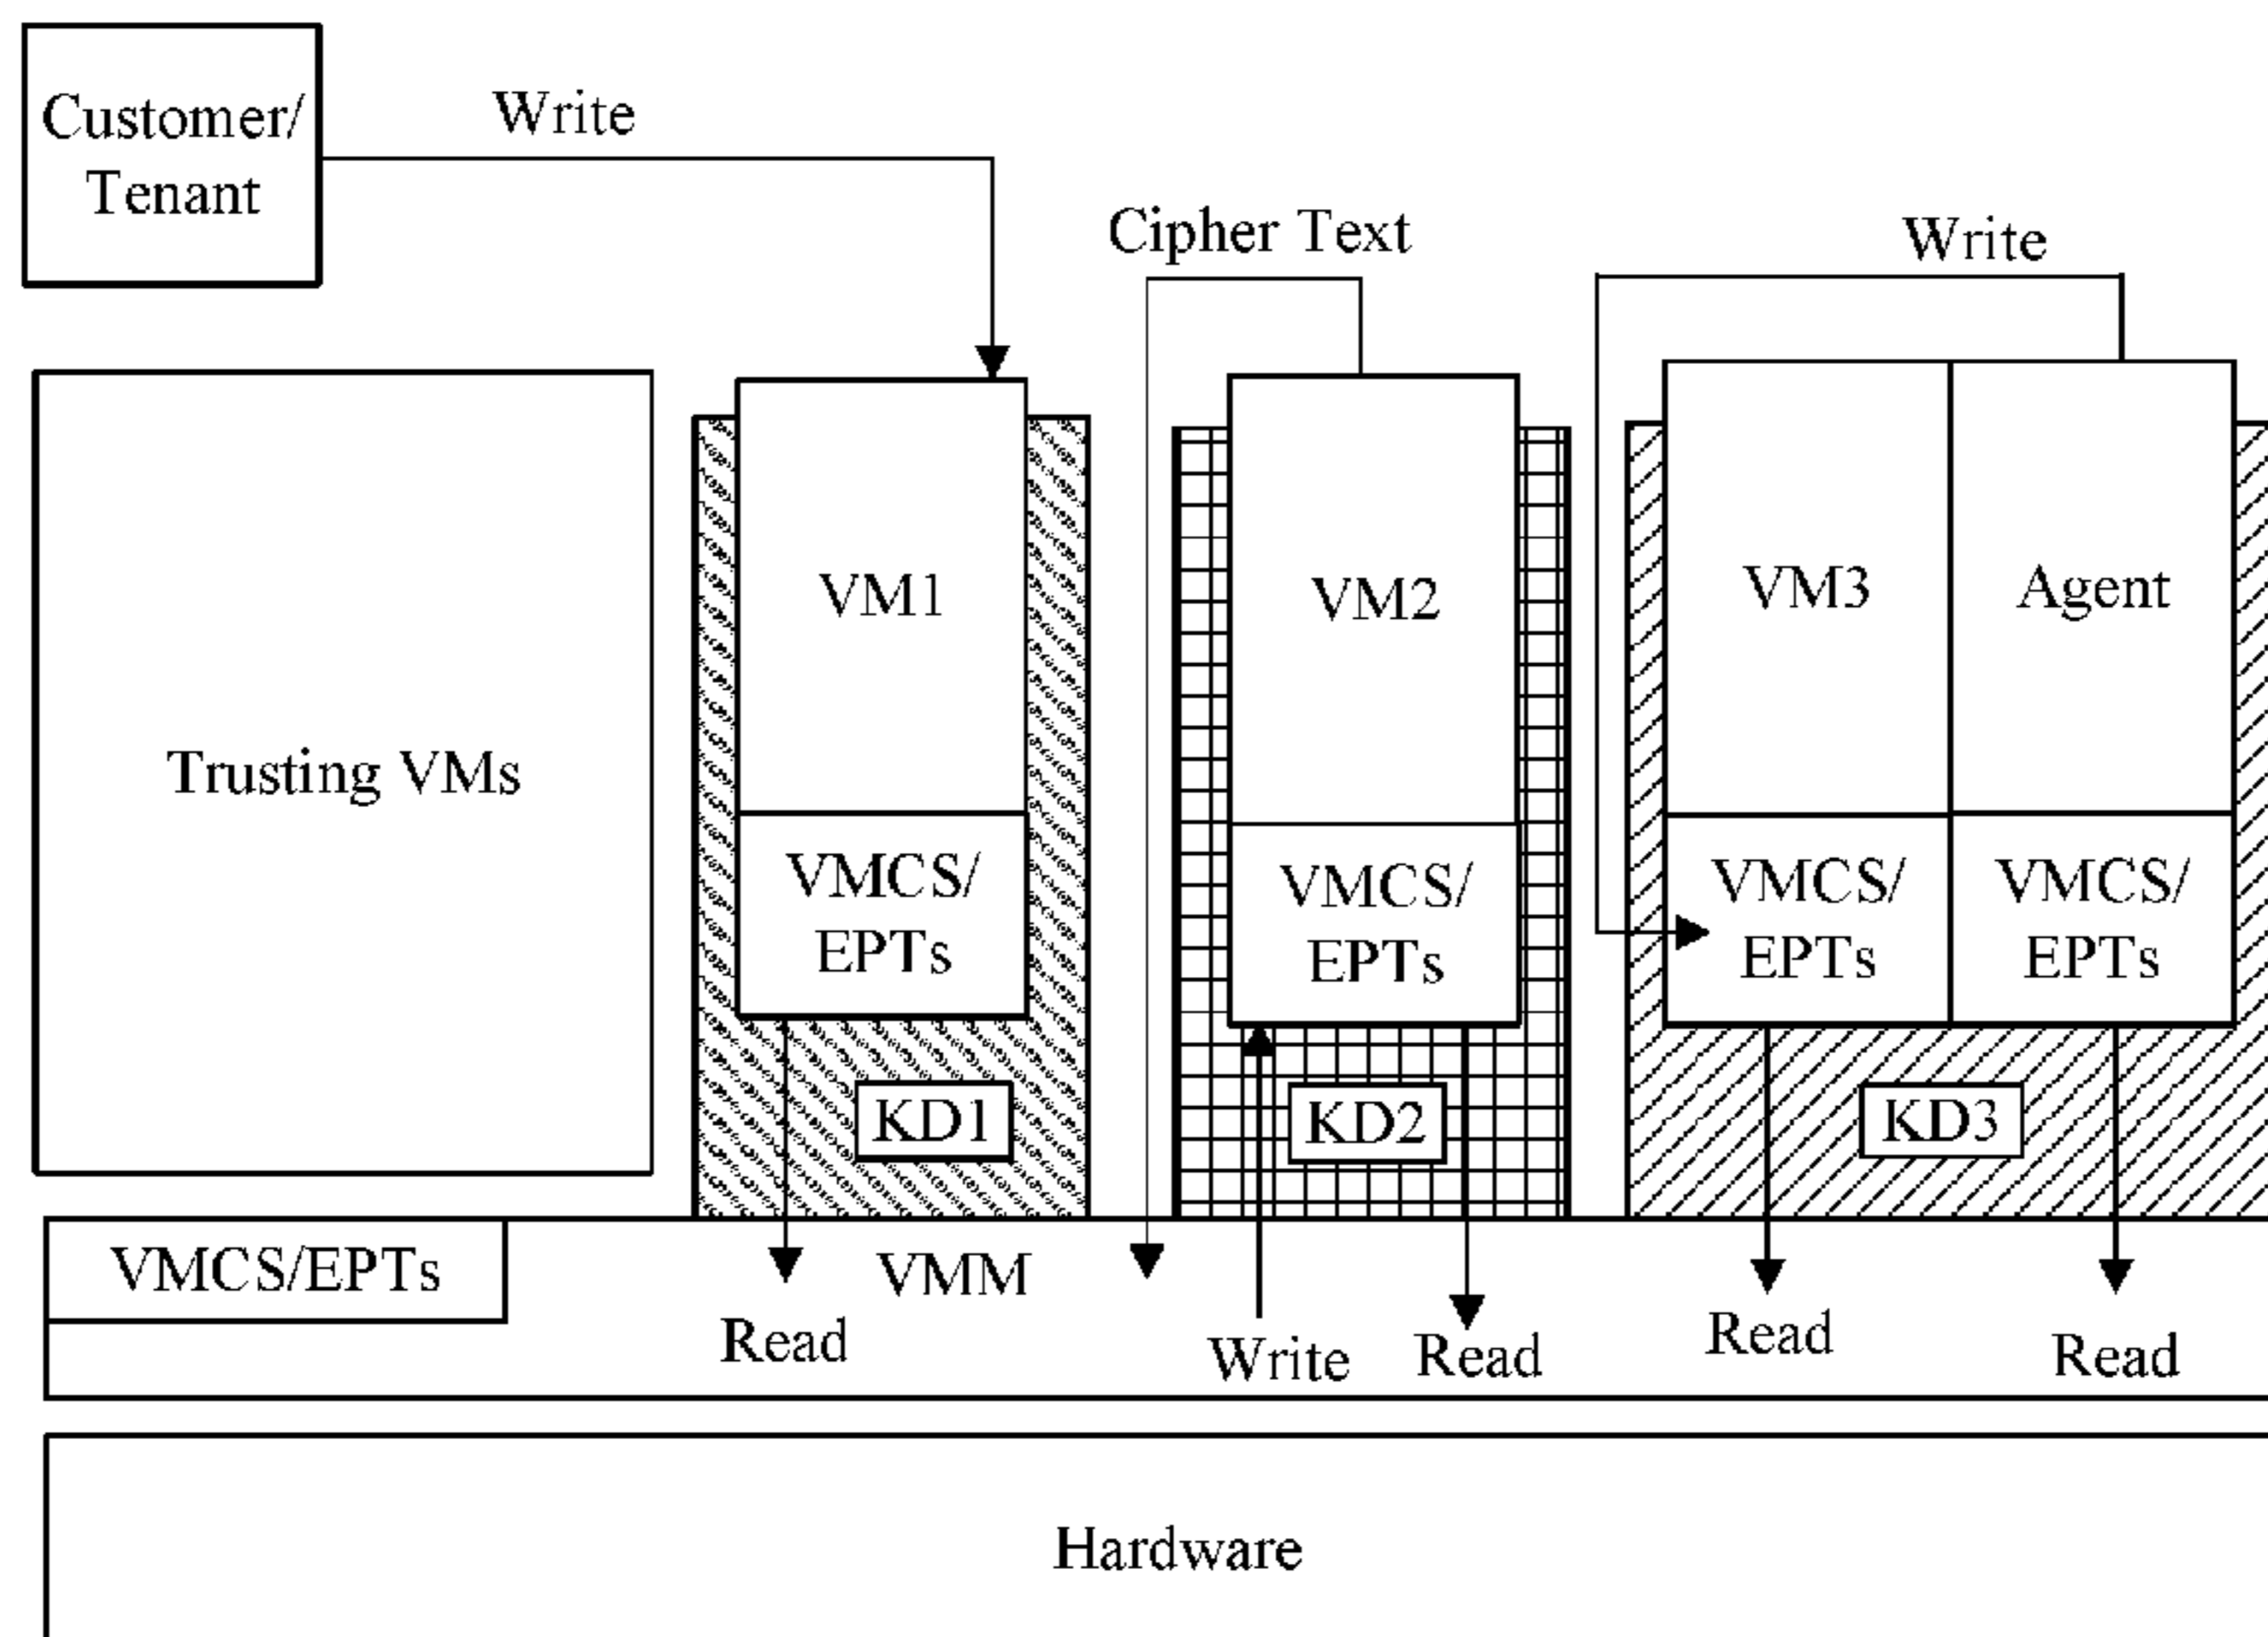 Customer/
Tenant
Write
Cipher Text
Write
Trusting VMs
VM1
VMCS/
EPTs
KD1
VM2
VMCS/
EPTs
KD2
VM3
Agent
VMCS/
EPTs
VMCS/
EPTs
KD3
VMCS/EPTs
VMM
Read
Write
Read
Read
Read
Hardware